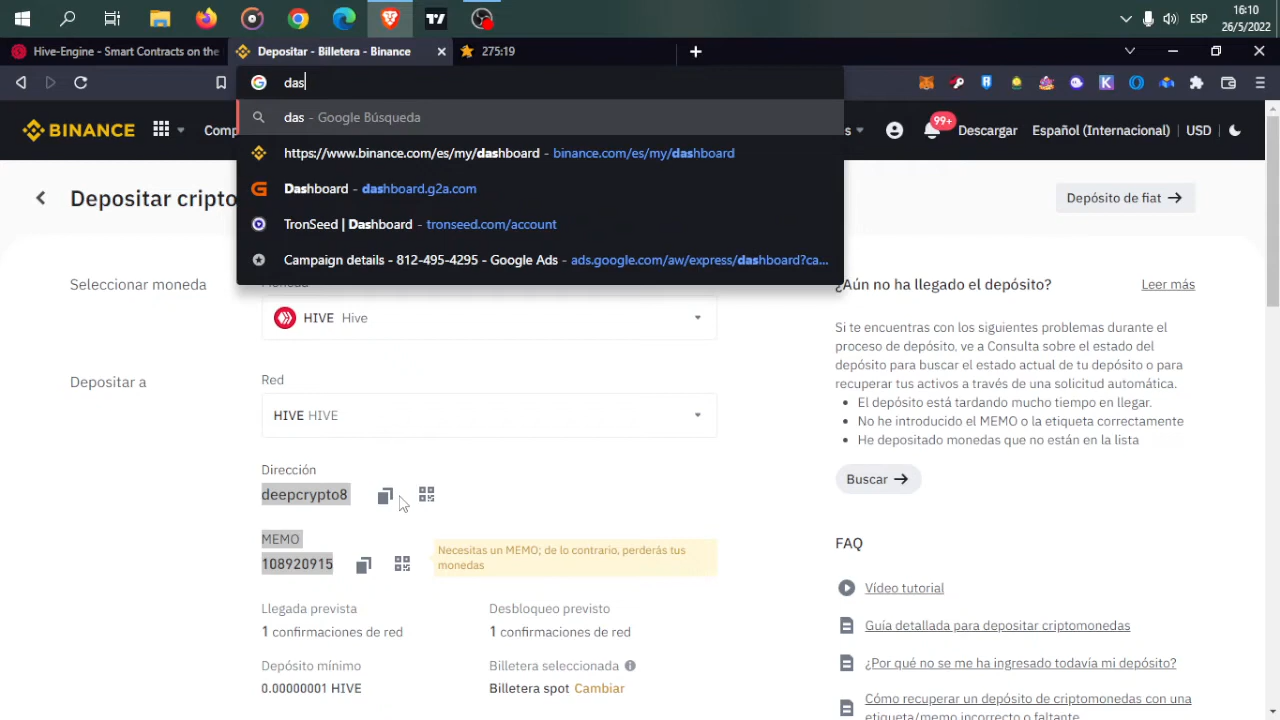 16:10
ESP
26/5/2022
Hive-Engine - Smart Contracts on the
Depositar - Billetera - Binance
275:19
das
das - Google Búsqueda
https://www.binance.com/es/my/dashboard - binance.com/es/my/dashboard
Dashboard - dashboard.g2a.com
TronSeed | Dashboard - tronseed.com/account
Campaign details - 812-495-4295 - Google Ads - ads.google.com/aw/express/dashboard?ca...
BINANCE
Comp
s
99+
Descargar
Español (Internacional)
USD
Depositar cripto
Depósito de fiat
Seleccionar moneda
HIVE Hive
Depositar a
Red
HIVE HIVE
Dirección
deepcrypto8
MEMO
108920915
Necesitas un MEMO; de lo contrario, perderás tus
monedas
Llegada prevista
1 confirmaciones de red
Desbloqueo previsto
1 confirmaciones de red
Depósito mínimo
0.00000001 HIVE
Billetera seleccionada
Billetera spot Cambiar
¿Aún no ha llegado el depósito?
Leer más
Si te encuentras con los siguientes problemas durante el
proceso de depósito, ve a Consulta sobre el estado del
depósito para buscar el estado actual de tu depósito o para
recuperar tus activos a través de una solicitud automática.
El depósito está tardando mucho tiempo en llegar.
No he introducido el MEMO o la etiqueta correctamente
He depositado monedas que no están en la lista
Buscar
FAQ
Vídeo tutorial
Guía detallada para depositar criptomonedas
¿Por qué no se me ha ingresado todavía mi depósito?
Cómo recuperar un depósito de criptomonedas con una
etiqueta/memo incorrecto o faltante